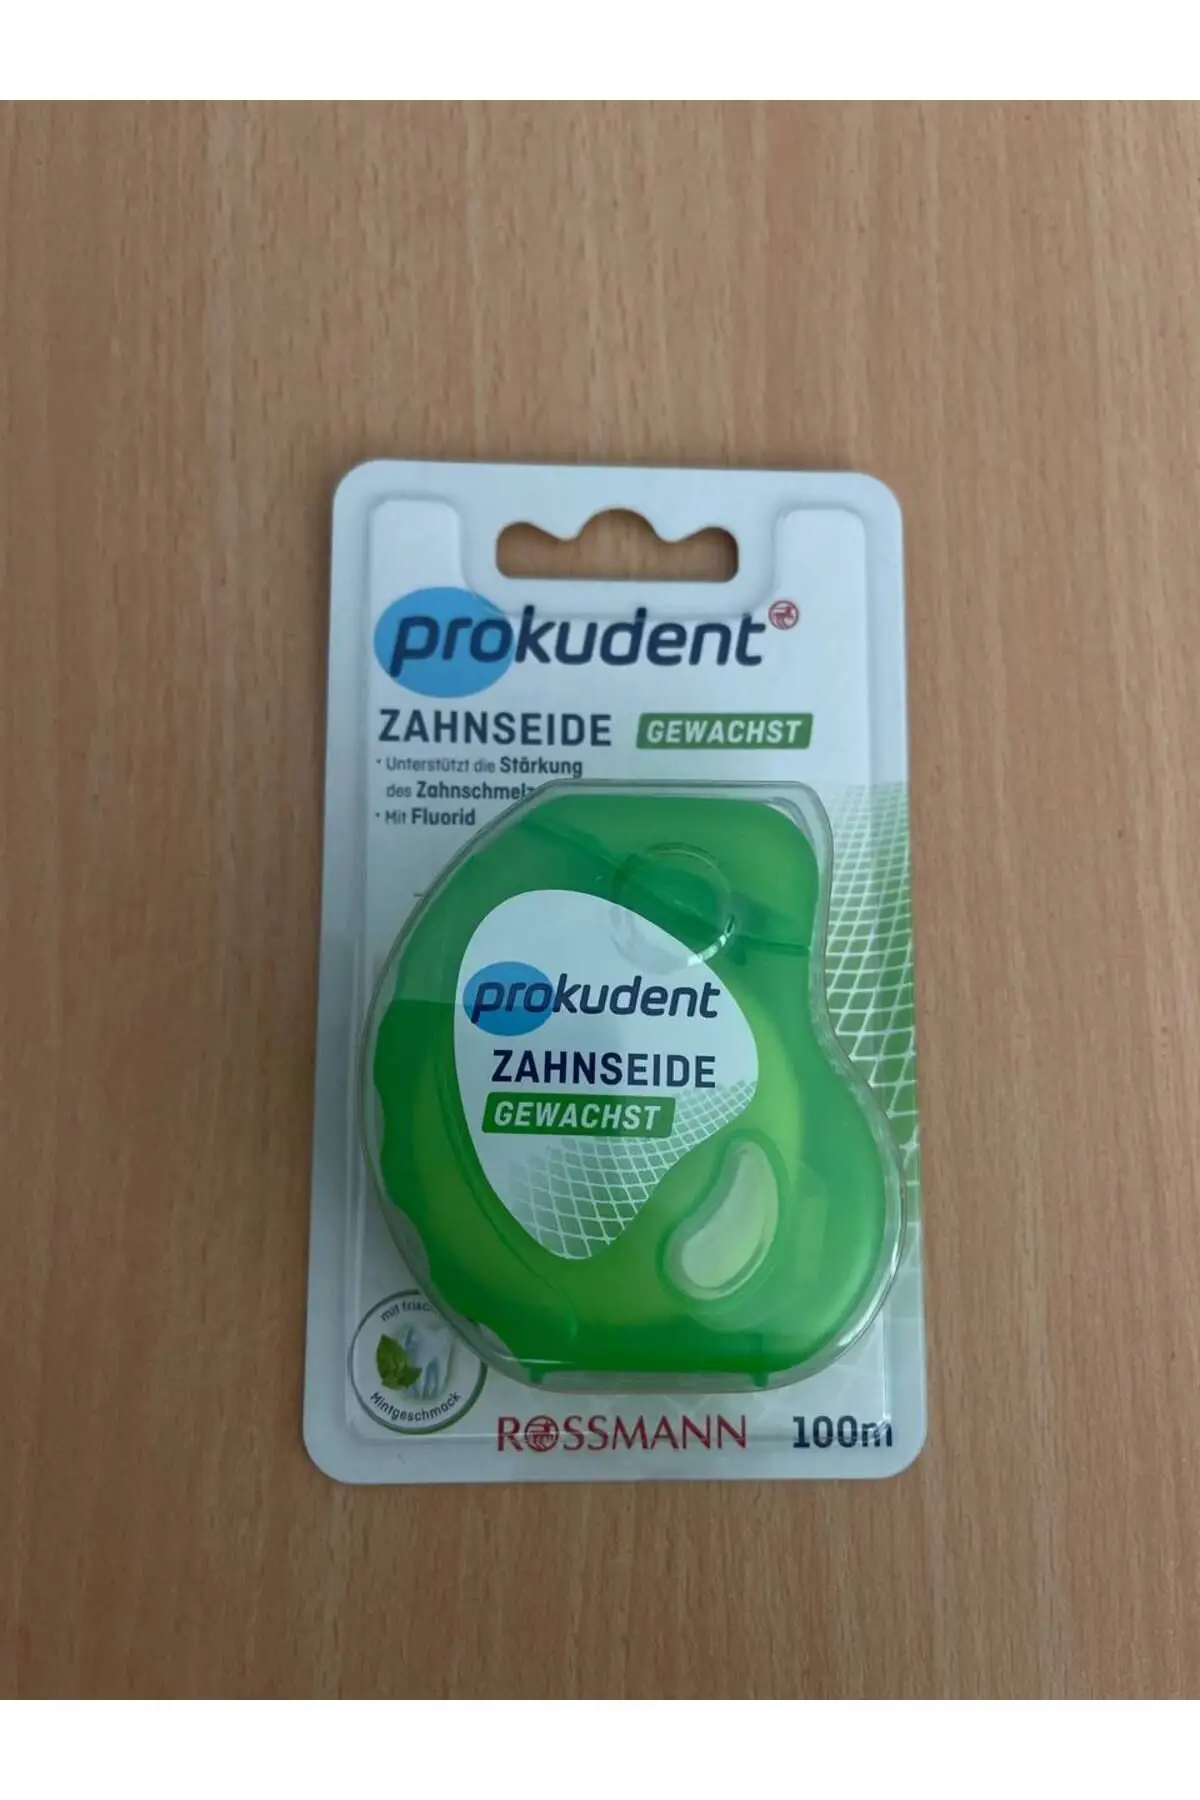 prokudent
ZAHNSEIDE GEWACHST
• Unterstützt die Stärkung
des
• Mit Fluorid
prokudent
ZAHNSEIDE
GEWACHST
mit
Mintgeschmack
ROSSMANN 100m